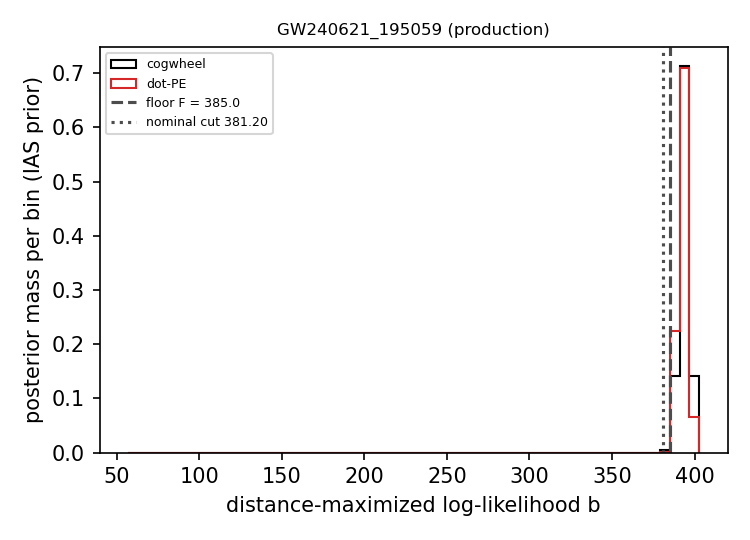 GW240621_195059 (production)
cogwheel
dot-PE
floor F = 385.0
nominal cut 381.20
posterior mass per bin (IAS prior)
0.7
0.6
0.5
0.4
0.3
0.2
0.1
0.0
50 100 150 200 250 300 350 400
distance-maximized log-likelihood b